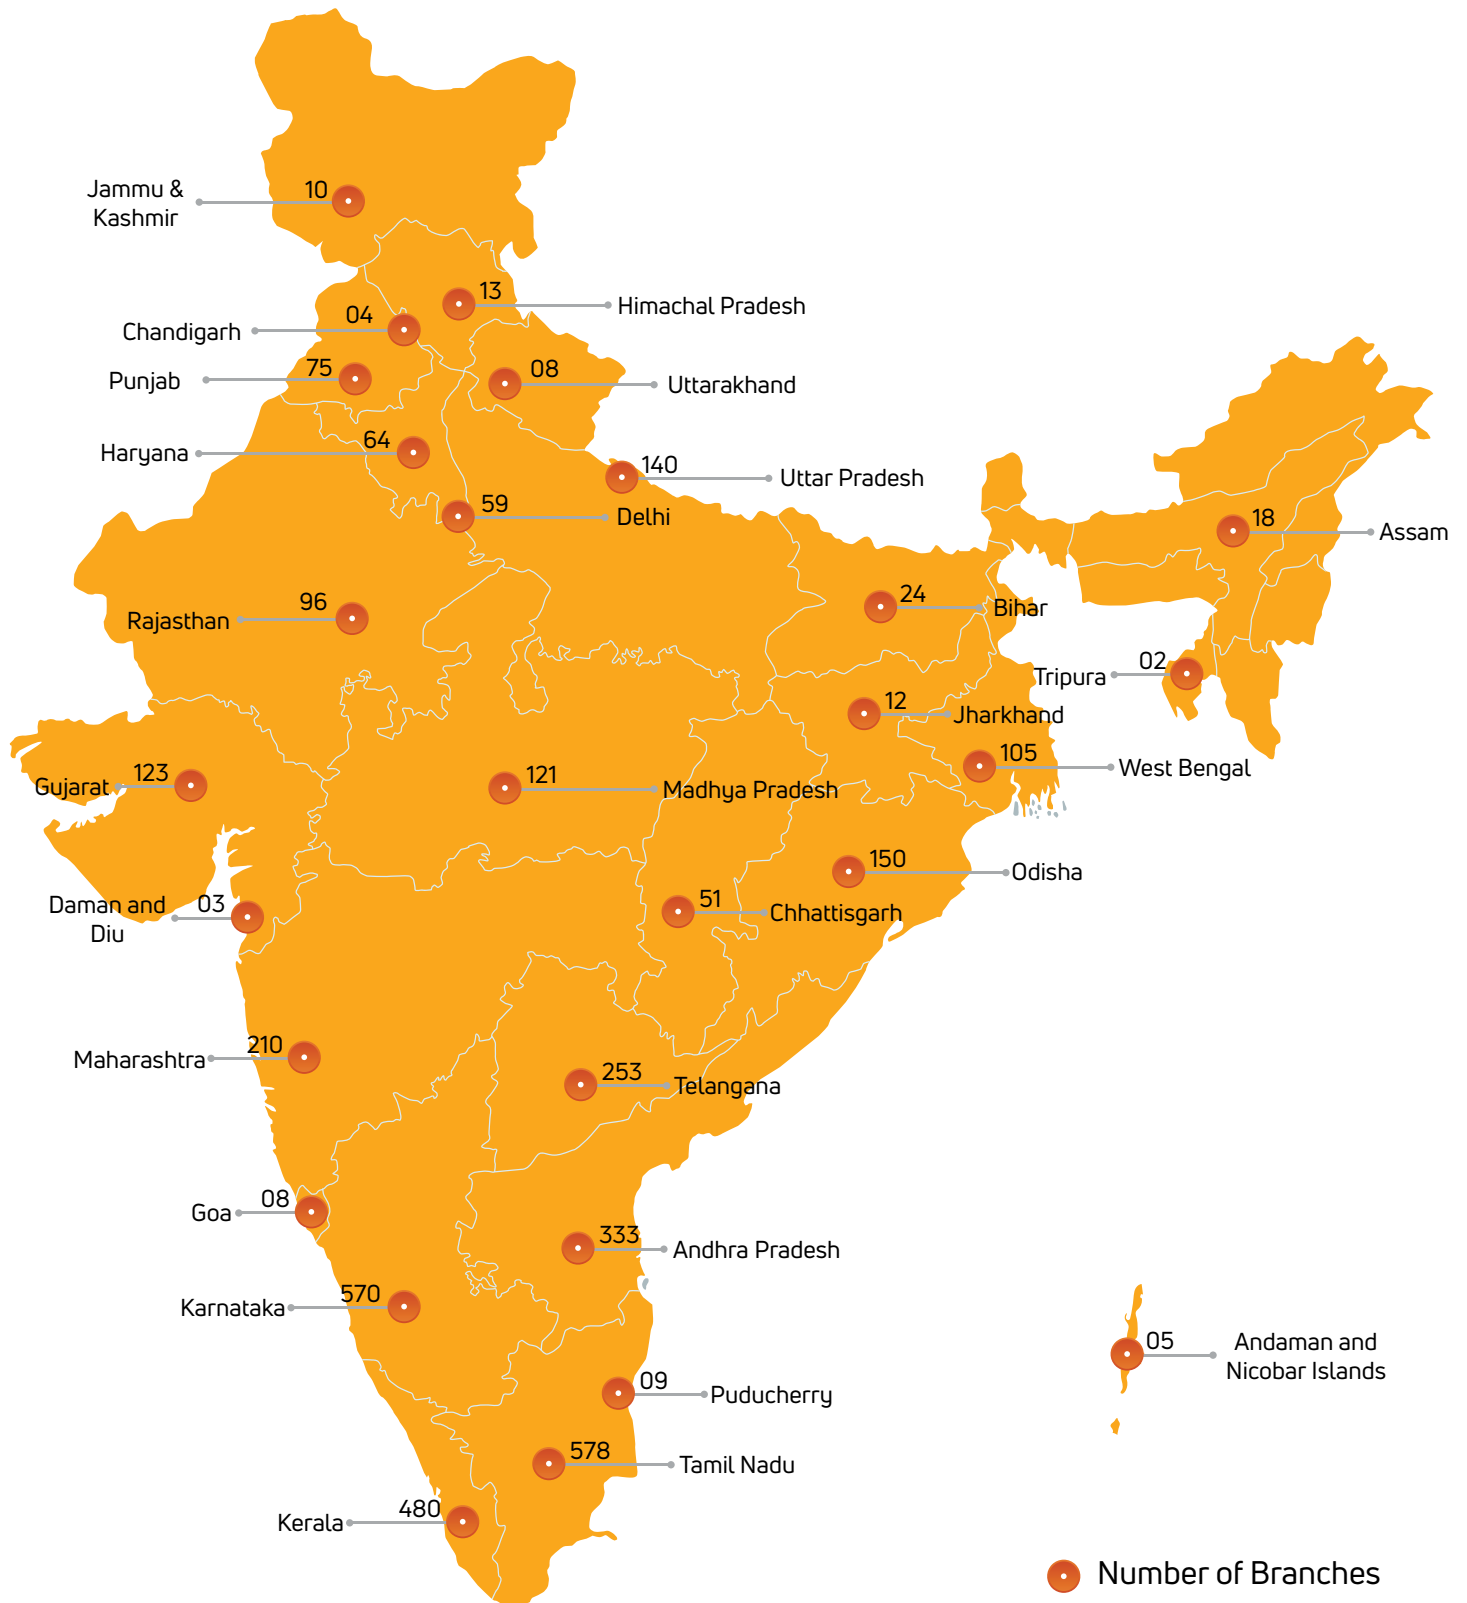 10
Jammu &
Kashmir
13
Himachal Pradesh
04
Chandigarh
75
Punjab
08
Uttarakhand
64
Haryana
140
Uttar Pradesh
59
Delhi
18
Assam
96
Rajasthan
24
Bihar
02
Tripura
12
Jharkhand
105
West Bengal
123
Gujarat
121
Madhya Pradesh
150
Odisha
51
Chhattisgarh
03
Daman and
Diu
210
Maharashtra
253
Telangana
08
Goa
333
Andhra Pradesh
570
Karnataka
05
Andaman and
Nicobar Islands
09
Puducherry
578
Tamil Nadu
480
Kerala
Number of Branches